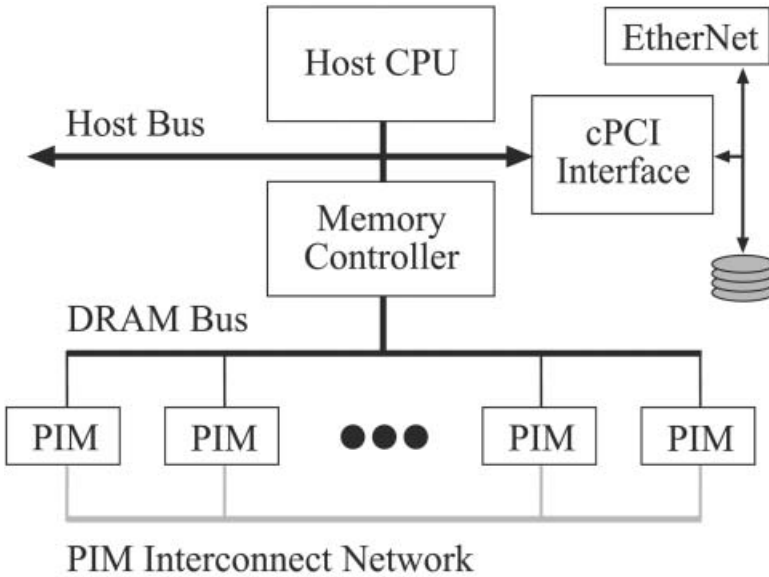 EtherNet
Host CPU
Host Bus
cPCI
Interface
Memory
Controller
DRAM Bus
PIM
PIM
PIM
PIM
PIM Interconnect Network